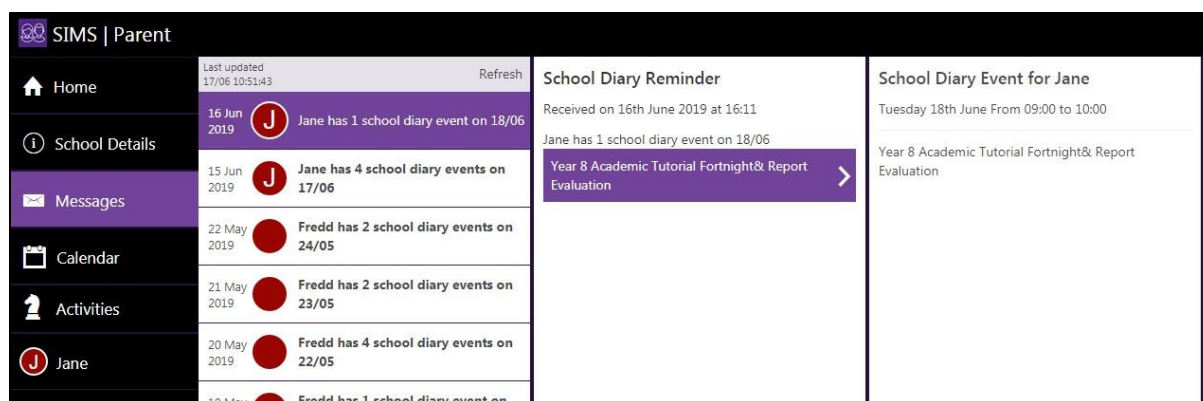 SIMS | Parent
Home
School Details
Messages
Calendar
Activities
J Jane
Last updated
17/06 10:51:43
Refresh
16 Jun
2019
J
Jane has 1 school diary event on 18/06
15 Jun
2019
J
Jane has 4 school diary events on
17/06
22 May
2019
Fredd has 2 school diary events on
24/05
21 May
2019
Fredd has 2 school diary events on
23/05
20 May
2019
Fredd has 4 school diary events on
22/05
Fredd has 1 school diary event on
School Diary Reminder
Received on 16th June 2019 at 16:11
Jane has 1 school diary event on 18/06
Year 8 Academic Tutorial Fortnight& Report
Evaluation
School Diary Event for Jane
Tuesday 18th June From 09:00 to 10:00
Year 8 Academic Tutorial Fortnight& Report
Evaluation